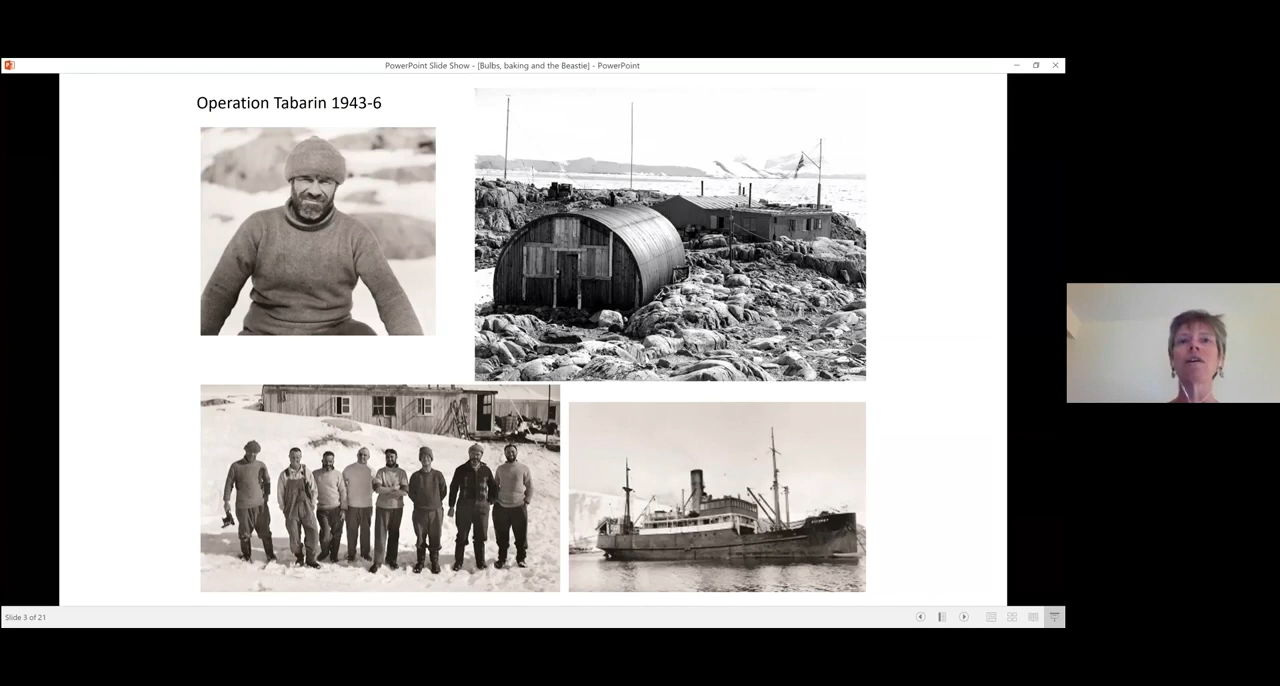 PowerPoint Slide Show - [Bulbs, baking and the Beastie] - PowerPoint
Operation Tabarin 1943-6
Slide 3 of 21